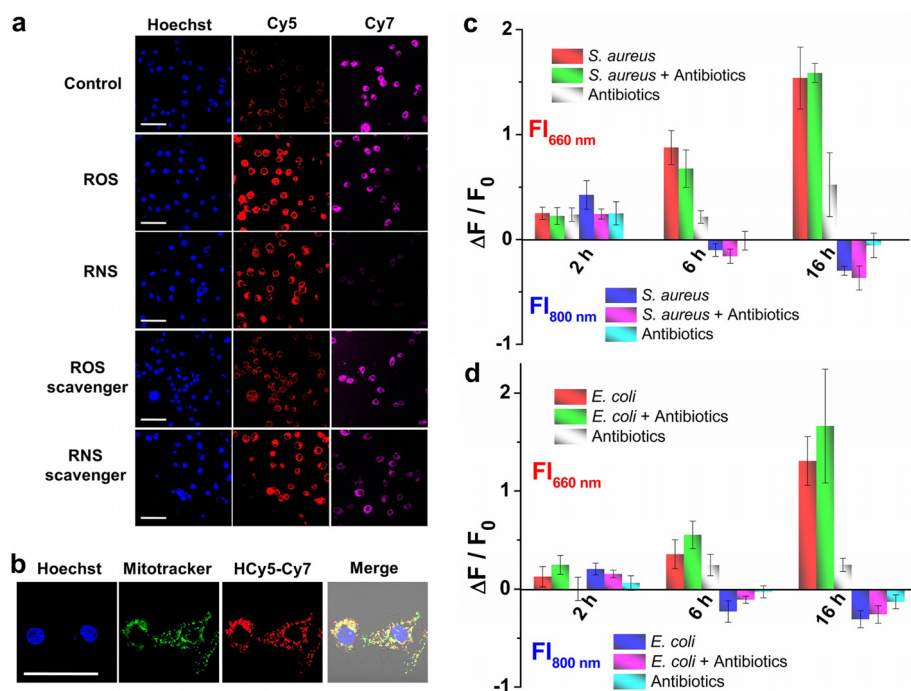 a
Hoechst Cy5 Cy7
Control
ROS
RNS
ROS
scavenger
RNS
scavenger
b
Hoechst Mitotracker HCy5-Cy7 Merge
c
2
1
0
-1
ΔF / F0
S. aureus
S. aureus + Antibiotics
Antibiotics
FI660 nm
2 h 6 h 16 h
FI800 nm
S. aureus
S. aureus + Antibiotics
Antibiotics
d
2
1
0
-1
ΔF / F0
E. coli
E. coli + Antibiotics
Antibiotics
FI660 nm
2 h 6 h 16 h
FI800 nm
E. coli
E. coli + Antibiotics
Antibiotics